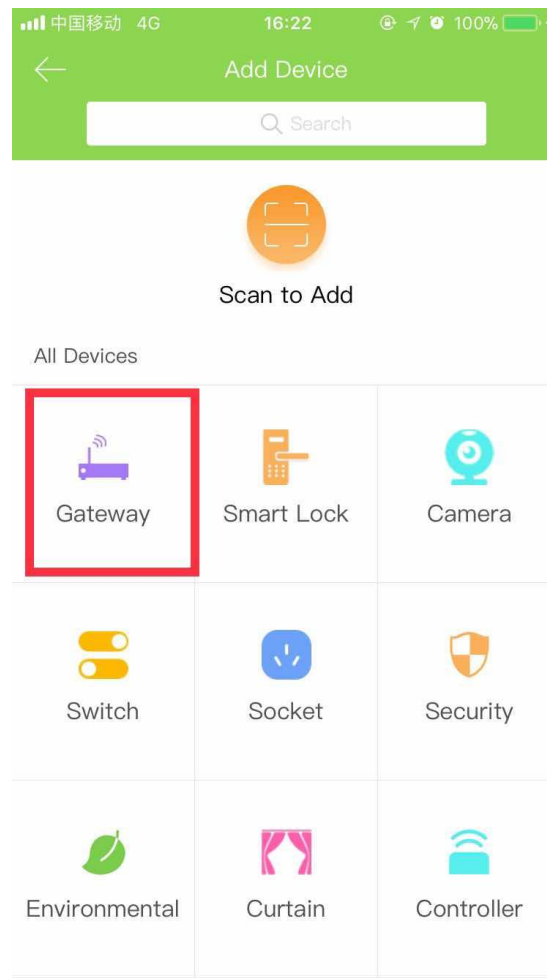 中国移动 4G 16:22 100%
Add Device
Search
Scan to Add
All Devices
Gateway Smart Lock Camera
Switch Socket Security
Environmental Curtain Controller